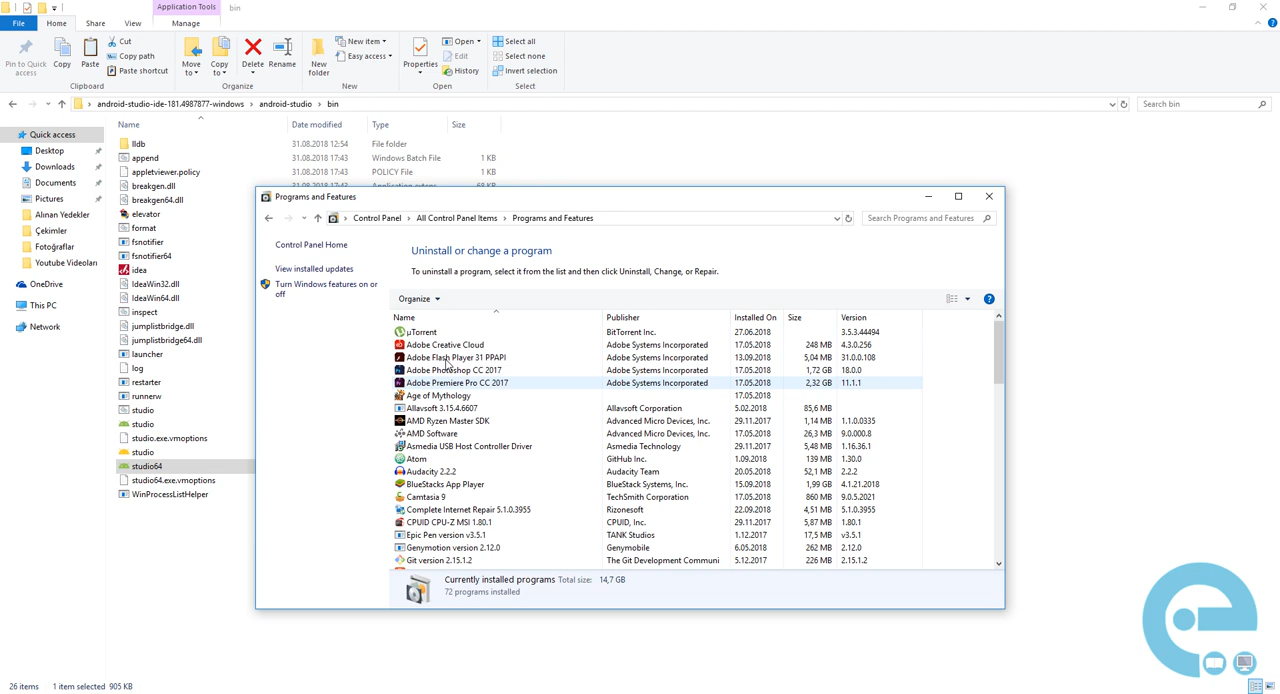 Application Tools
bin
File Home Share View Manage
Pin to Quick access
Copy
Paste
Cut
Copy path
Paste shortcut
Clipboard
Move to
Copy to
Delete
Rename
Organize
New folder
New item
Easy access
New
Properties
Open
Edit
History
Open
Select all
Select none
Invert selection
Select
android-studio-ide-181.4987877-windows > android-studio > bin
Search bin
Quick access
Desktop
Downloads
Documents
Pictures
Alınan Yedekler
Çekimler
Fotoğraflar
Youtube Videoları
OneDrive
This PC
Network
Name Date modified Type Size
lldb 31.08.2018 12:54 File folder
append 31.08.2018 17:43 Windows Batch File 1 KB
appletviewer.policy 31.08.2018 17:43 POLICY File 1 KB
breakgen.dll 31.08.2018 17:43 Application extens 68 KB
breakgen64.dll
elevator
format
fsnotifier
fsnotifier64
idea
IdeaWin32.dll
IdeaWin64.dll
inspect
jumplistbridge.dll
jumplistbridge64.dll
launcher
log
restarter
runnerw
studio
studio
studio.exe.vmoptions
studio
studio64
studio64.exe.vmoptions
WinProcessListHelper
Programs and Features
Control Panel > All Control Panel Items > Programs and Features
Search Programs and Features
Control Panel Home
View installed updates
Turn Windows features on or off
Uninstall or change a program
To uninstall a program, select it from the list and then click Uninstall, Change, or Repair.
Organize
Name Publisher Installed On Size Version
µTorrent BitTorrent Inc. 27.06.2018 3.5.3.44494
Adobe Creative Cloud Adobe Systems Incorporated 17.05.2018 248 MB 4.3.0.256
Adobe Flash Player 31 PPAPI Adobe Systems Incorporated 13.09.2018 5,04 MB 31.0.0.108
Adobe Photoshop CC 2017 Adobe Systems Incorporated 17.05.2018 1,72 GB 18.0.0
Adobe Premiere Pro CC 2017 Adobe Systems Incorporated 17.05.2018 2,32 GB 11.1.1
Age of Mythology 17.05.2018
Allavsoft 3.15.4.6607 Allavsoft Corporation 5.02.2018 85,6 MB
AMD Ryzen Master SDK Advanced Micro Devices, Inc. 29.11.2017 1,14 MB 1.1.0.0335
AMD Software Advanced Micro Devices, Inc. 17.05.2018 26,3 MB 9.0.000.8
Asmedia USB Host Controller Driver Asmedia Technology 29.11.2017 5,48 MB 1.16.36.1
Atom GitHub Inc. 1.09.2018 139 MB 1.30.0
Audacity 2.2.2 Audacity Team 20.05.2018 52,1 MB 2.2.2
BlueStacks App Player BlueStack Systems, Inc. 15.09.2018 1,99 GB 4.1.21.2018
Camtasia 9 TechSmith Corporation 17.05.2018 860 MB 9.0.5.2021
Complete Internet Repair 5.1.0.3955 Rizonesoft 22.09.2018 4,51 MB 5.1.0.3955
CPUID CPU-Z MSI 1.80.1 CPUID, Inc. 29.11.2017 5,87 MB 1.80.1
Epic Pen version v3.5.1 TANK Studios 1.12.2017 17,5 MB v3.5.1
Genymotion version 2.12.0 Genymobile 6.05.2018 262 MB 2.12.0
Git version 2.15.1.2 The Git Development Communi 5.12.2017 226 MB 2.15.1.2
Currently installed programs Total size: 14,7 GB
72 programs installed
26 items 1 item selected 905 KB